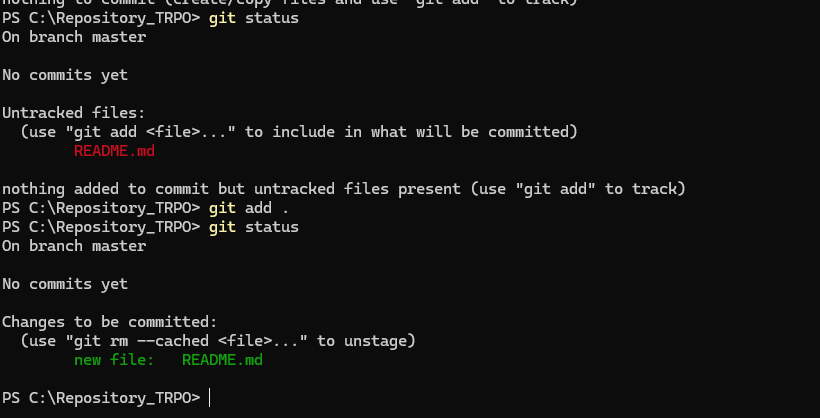 nothing to commit (create/copy files and use "git add" to track)
PS C:\Repository_TRPO> git status
On branch master
No commits yet
Untracked files:
  (use "git add <file>..." to include in what will be committed)
        README.md
nothing added to commit but untracked files present (use "git add" to track)
PS C:\Repository_TRPO> git add .
PS C:\Repository_TRPO> git status
On branch master
No commits yet
Changes to be committed:
  (use "git rm --cached <file>..." to unstage)
        new file:   README.md
PS C:\Repository_TRPO>